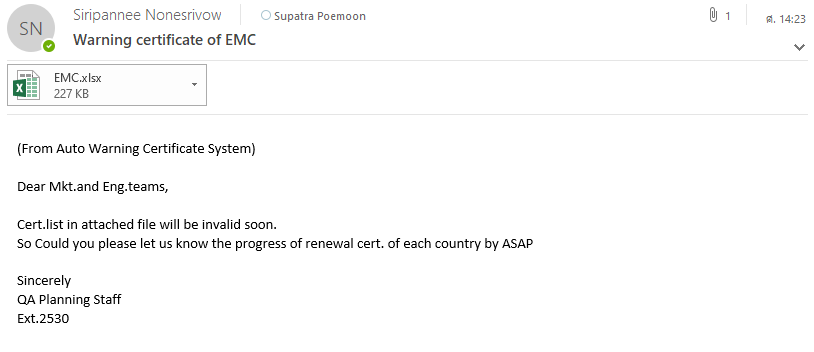 SN
Siripannee Nonesrivow
Supatra Poemoon
1
ศ. 14:23
Warning certificate of EMC
EMC.xlsx
227 KB
(From Auto Warning Certificate System)
Dear Mkt.and Eng.teams,
Cert.list in attached file will be invalid soon.
So Could you please let us know the progress of renewal cert. of each country by ASAP
Sincerely
QA Planning Staff
Ext.2530